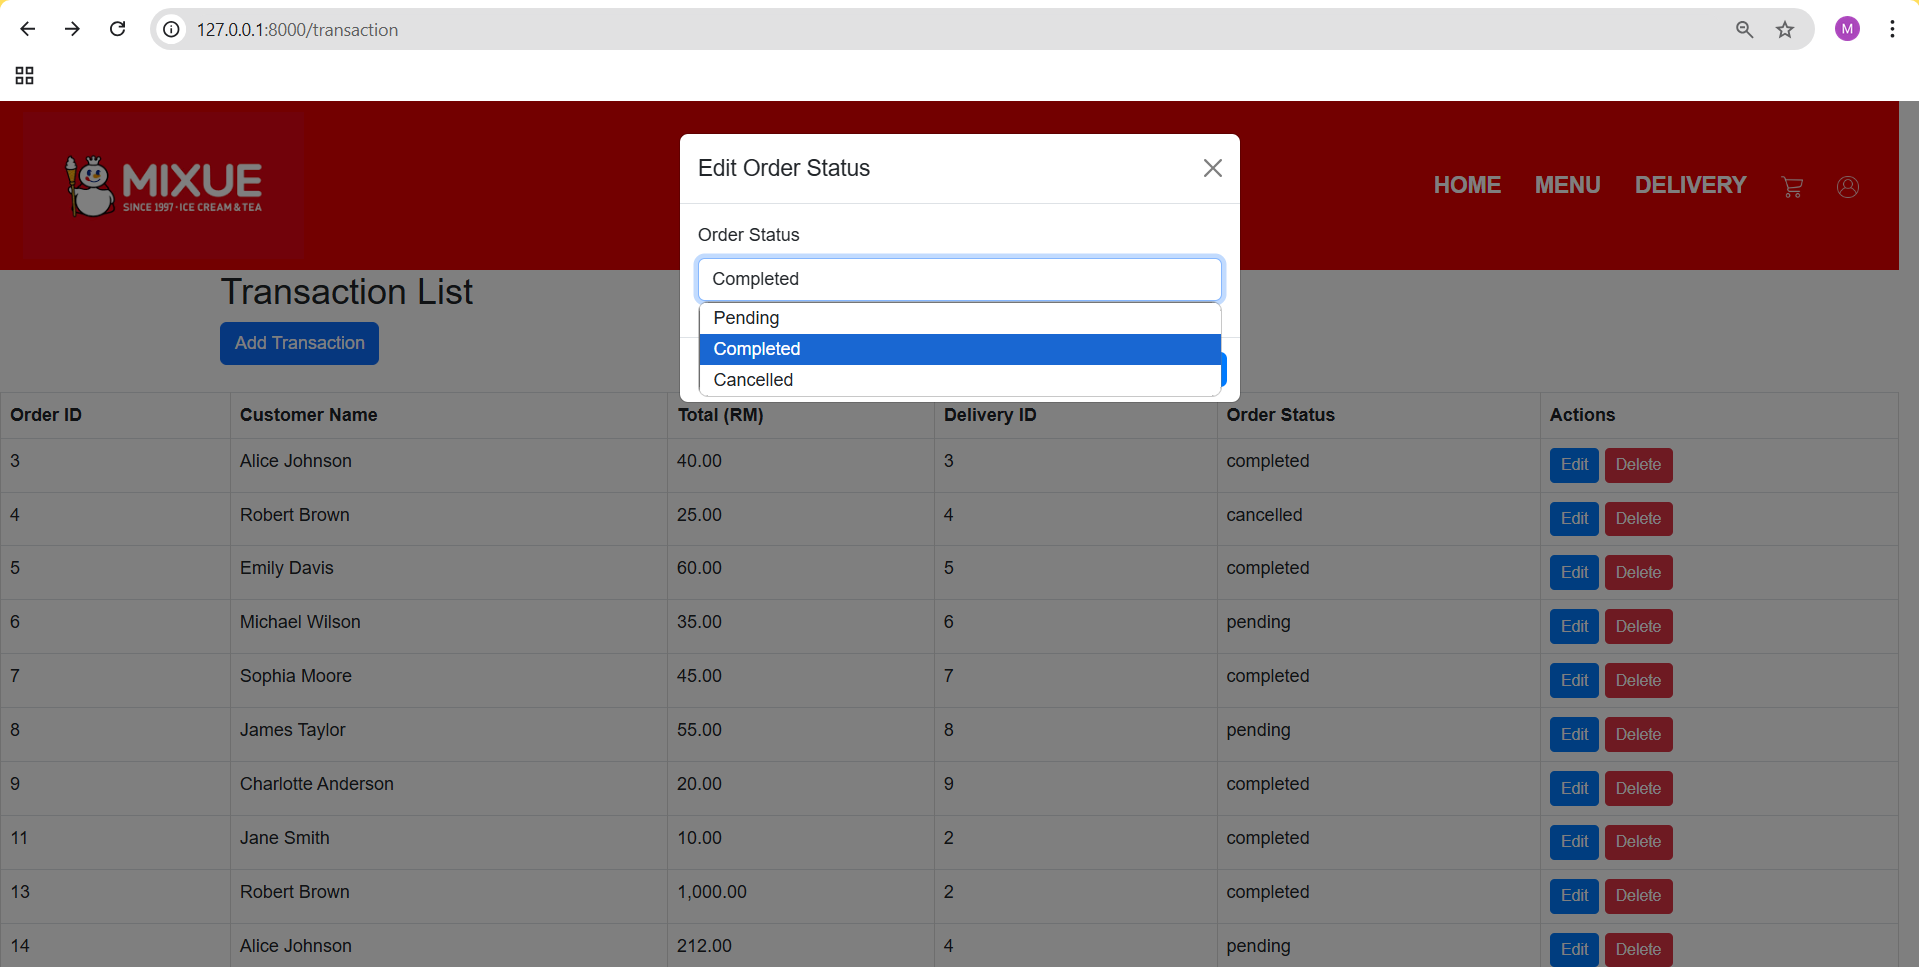 127.0.0.1:8000/transaction
M
MIXUE
SINCE 1997·ICE CREAM & TEA
HOME MENU DELIVERY
Edit Order Status
Order Status
Completed
Pending
Completed
Cancelled
Transaction List
Add Transaction
Order ID Customer Name Total (RM) Delivery ID Order Status Actions
3 Alice Johnson 40.00 3 completed Edit Delete
4 Robert Brown 25.00 4 cancelled Edit Delete
5 Emily Davis 60.00 5 completed Edit Delete
6 Michael Wilson 35.00 6 pending Edit Delete
7 Sophia Moore 45.00 7 completed Edit Delete
8 James Taylor 55.00 8 pending Edit Delete
9 Charlotte Anderson 20.00 9 completed Edit Delete
11 Jane Smith 10.00 2 completed Edit Delete
13 Robert Brown 1,000.00 2 completed Edit Delete
14 Alice Johnson 212.00 4 pending Edit Delete